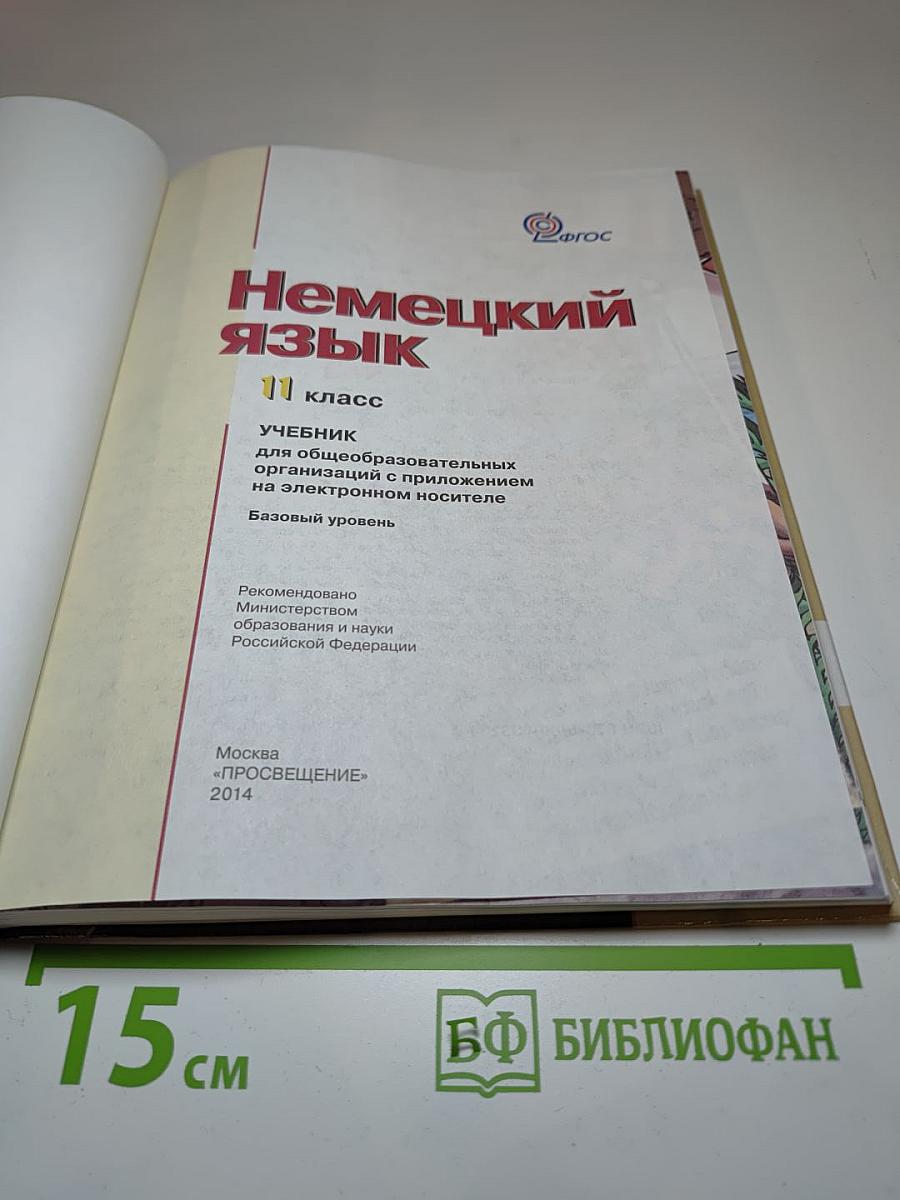 ФГОС
Немецкий
язык
11 класс
УЧЕБНИК
для общеобразовательных
организаций с приложением
на электронном носителе
Базовый уровень
Рекомендовано
Министерством
образования и науки
Российской Федерации
Москва
«ПРОСВЕЩЕНИЕ»
2014
15 см
БФ БИБЛИОФАН